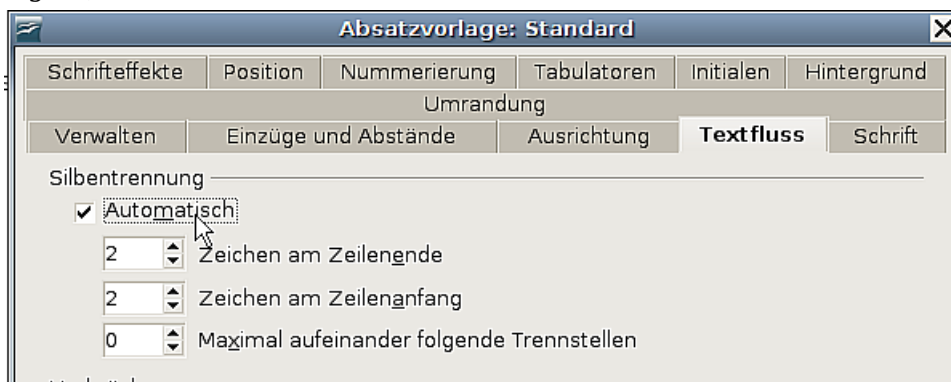 Absatzvorlage: Standard
Schrifteffekte Position Nummerierung Tabulatoren Initialen Hintergrund
Umrandung
Verwalten Einzüge und Abstände Ausrichtung Textfluss Schrift
Silbentrennung
Automatisch
2 Zeichen am Zeilenende
2 Zeichen am Zeilenanfang
0 Maximal aufeinander folgende Trennstellen